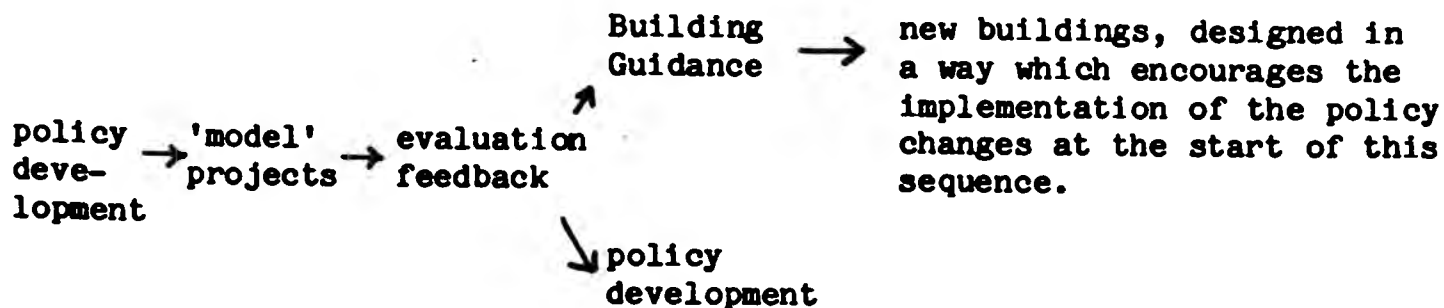 policy
deve-
lopment
→
'model'
projects
→
evaluation
feedback
↗
Building
Guidance
→
new buildings, designed in
a way which encourages the
implementation of the policy
changes at the start of this
sequence.
↘
policy
development